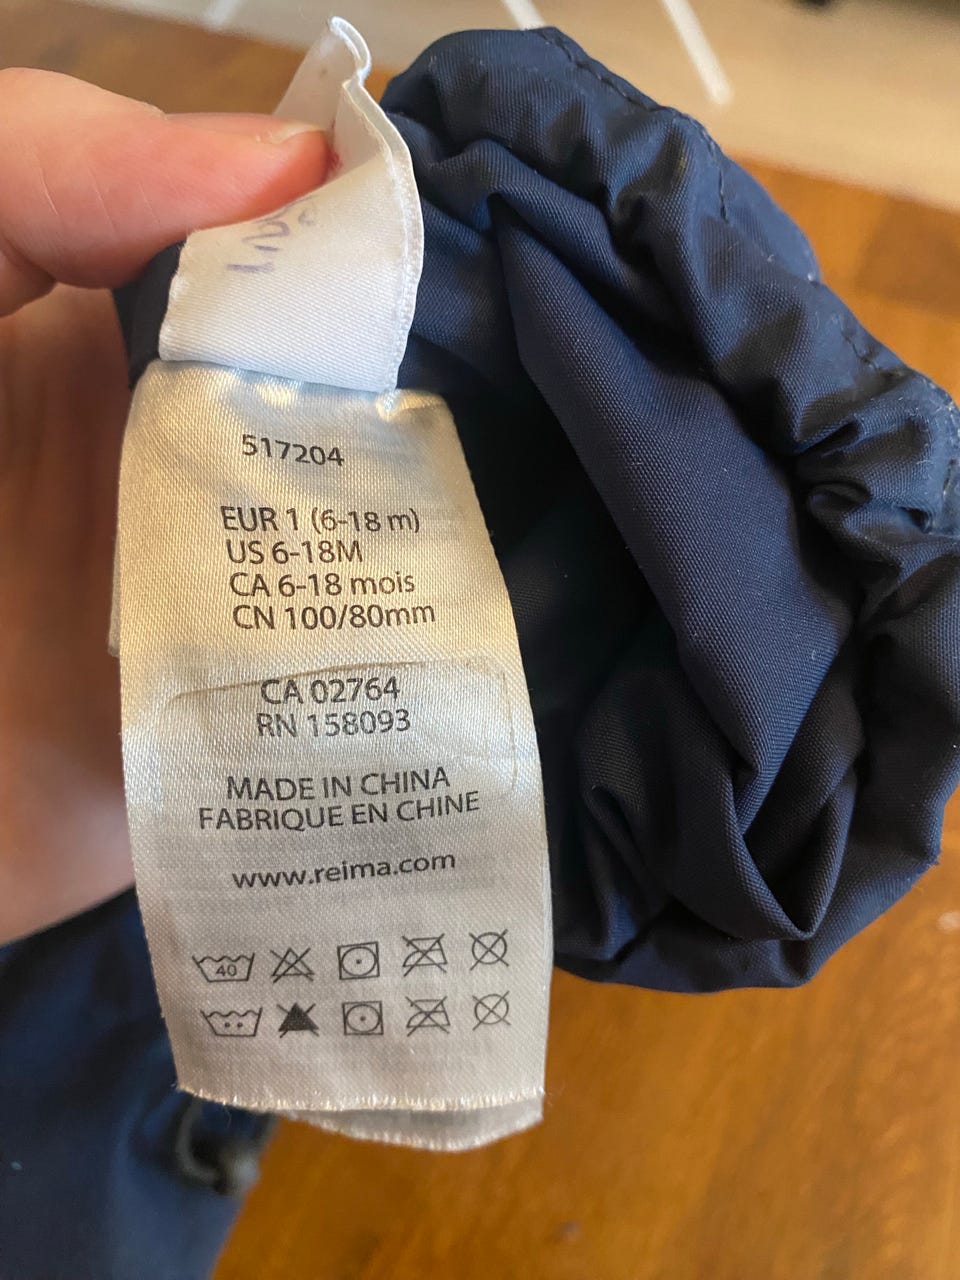 517204
EUR 1 (6-18 m)
US 6-18M
CA 6-18 mois
CN 100/80mm
CA 02764
RN 158093
MADE IN CHINA
FABRIQUE EN CHINE
www.reima.com
40